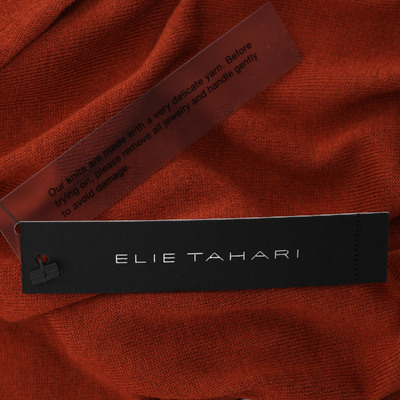 Our knits are made with a very delicate yarn. Before
trying on, please remove all jewelry and handle gently
to avoid damage.
ELIE TAHARI